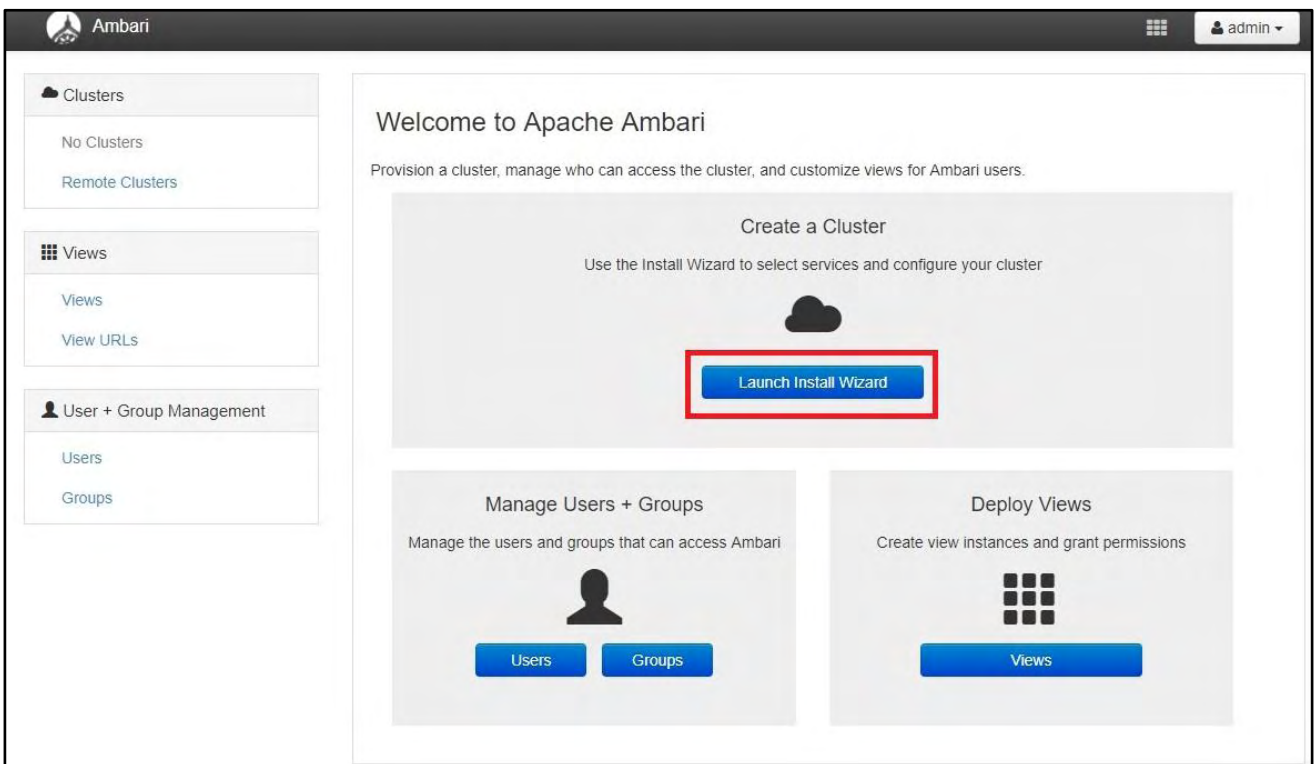 Ambari
admin
Clusters
No Clusters
Remote Clusters
Views
Views
View URLs
User + Group Management
Users
Groups
Welcome to Apache Ambari
Provision a cluster, manage who can access the cluster, and customize views for Ambari users.
Create a Cluster
Use the Install Wizard to select services and configure your cluster
Launch Install Wizard
Manage Users + Groups
Manage the users and groups that can access Ambari
Users Groups
Deploy Views
Create view instances and grant permissions
Views